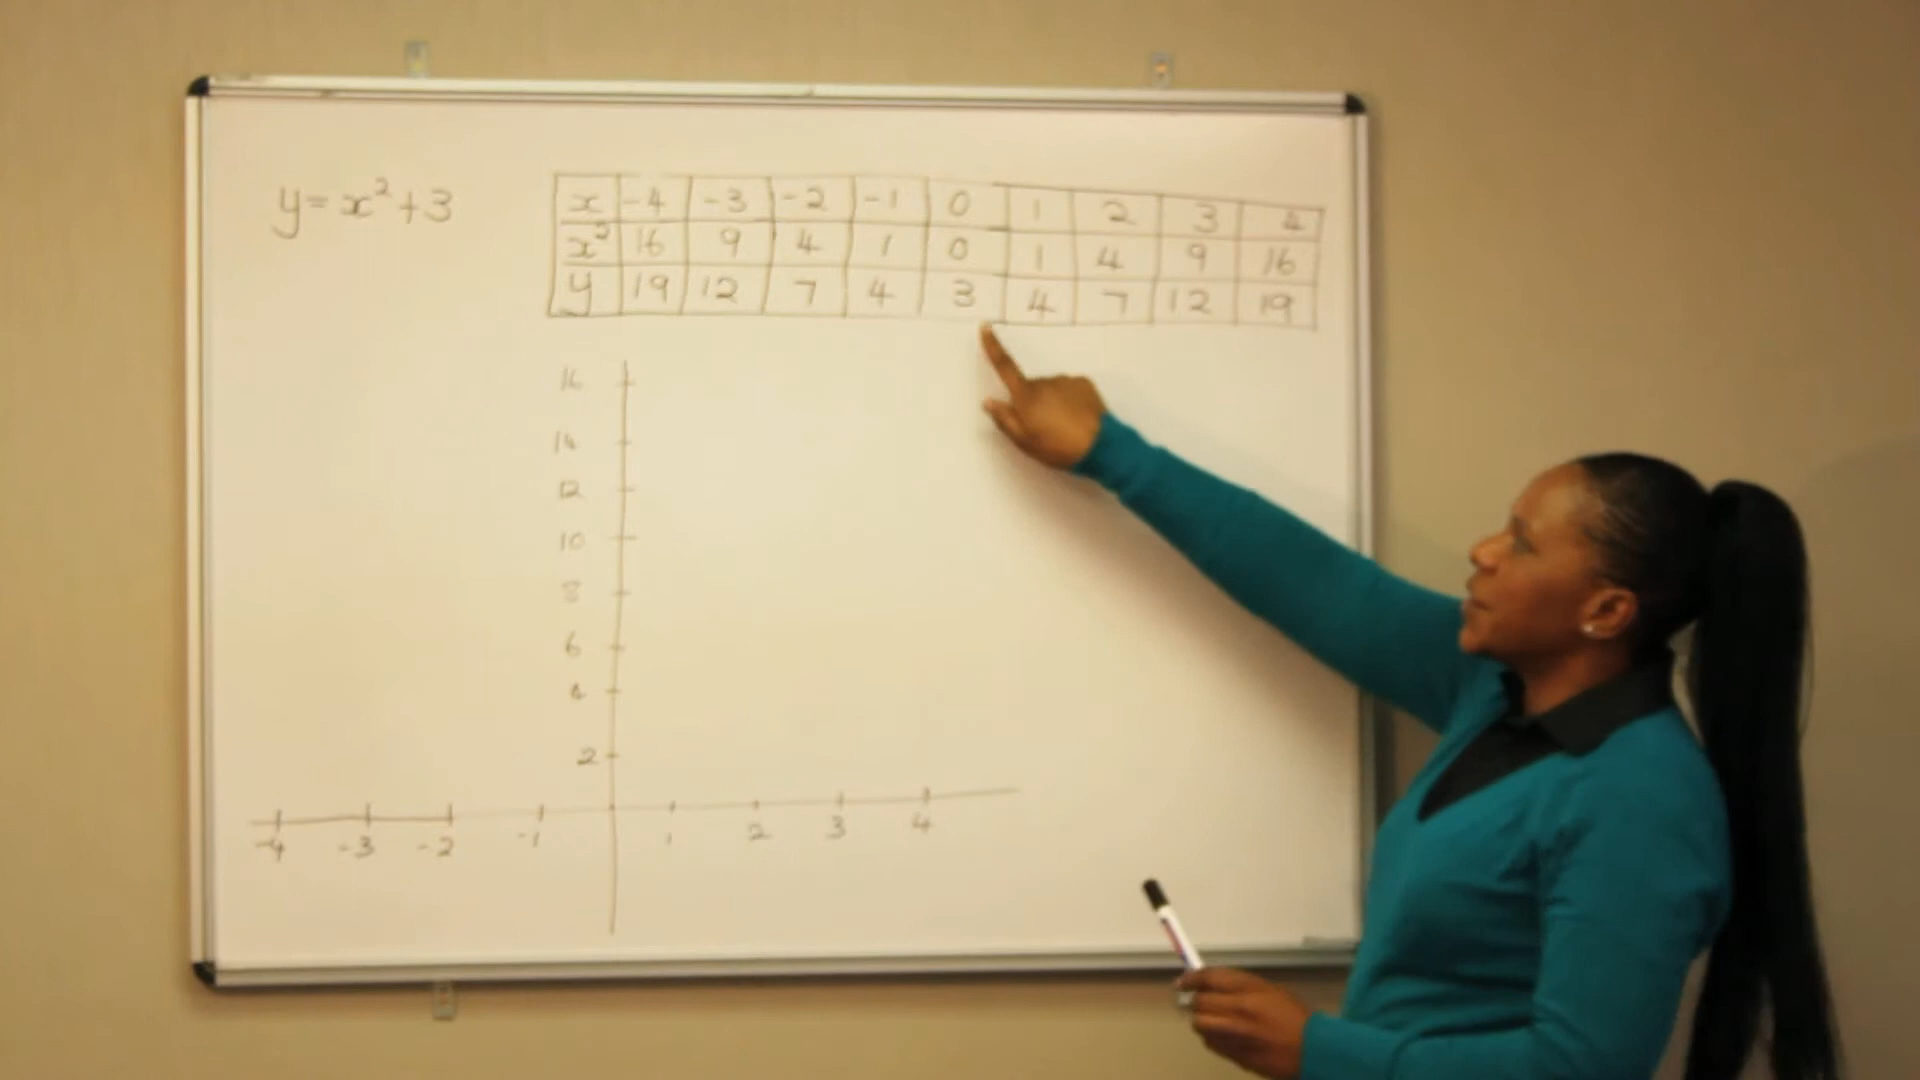 y=x²+3
x -4 -3 -2 -1 0 1 2 3 4
x² 16 9 4 1 0 1 4 9 16
y 19 12 7 4 3 4 7 12 19
16
14
12
10
8
6
4
2
-4 -3 -2 -1 1 2 3 4